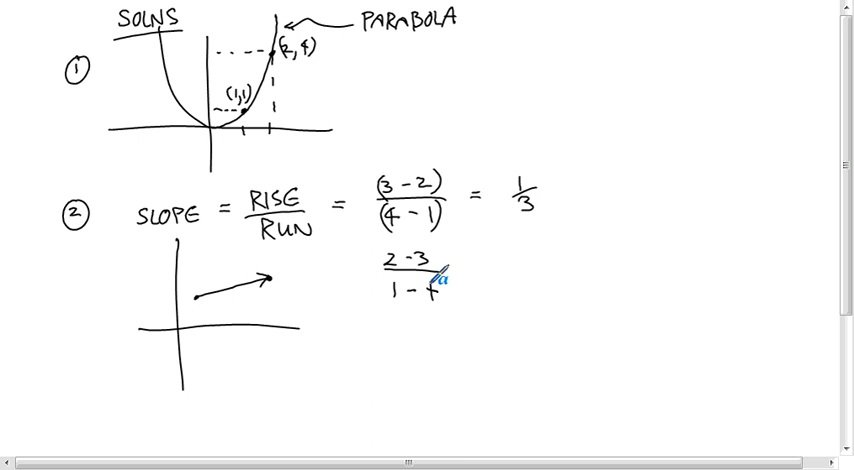 SOLNS
PARABOLA
(2,4)
①
(1,1)
② SLOPE = RISE/RUN = (3-2)/(4-1) = 1/3
2-3
1-4